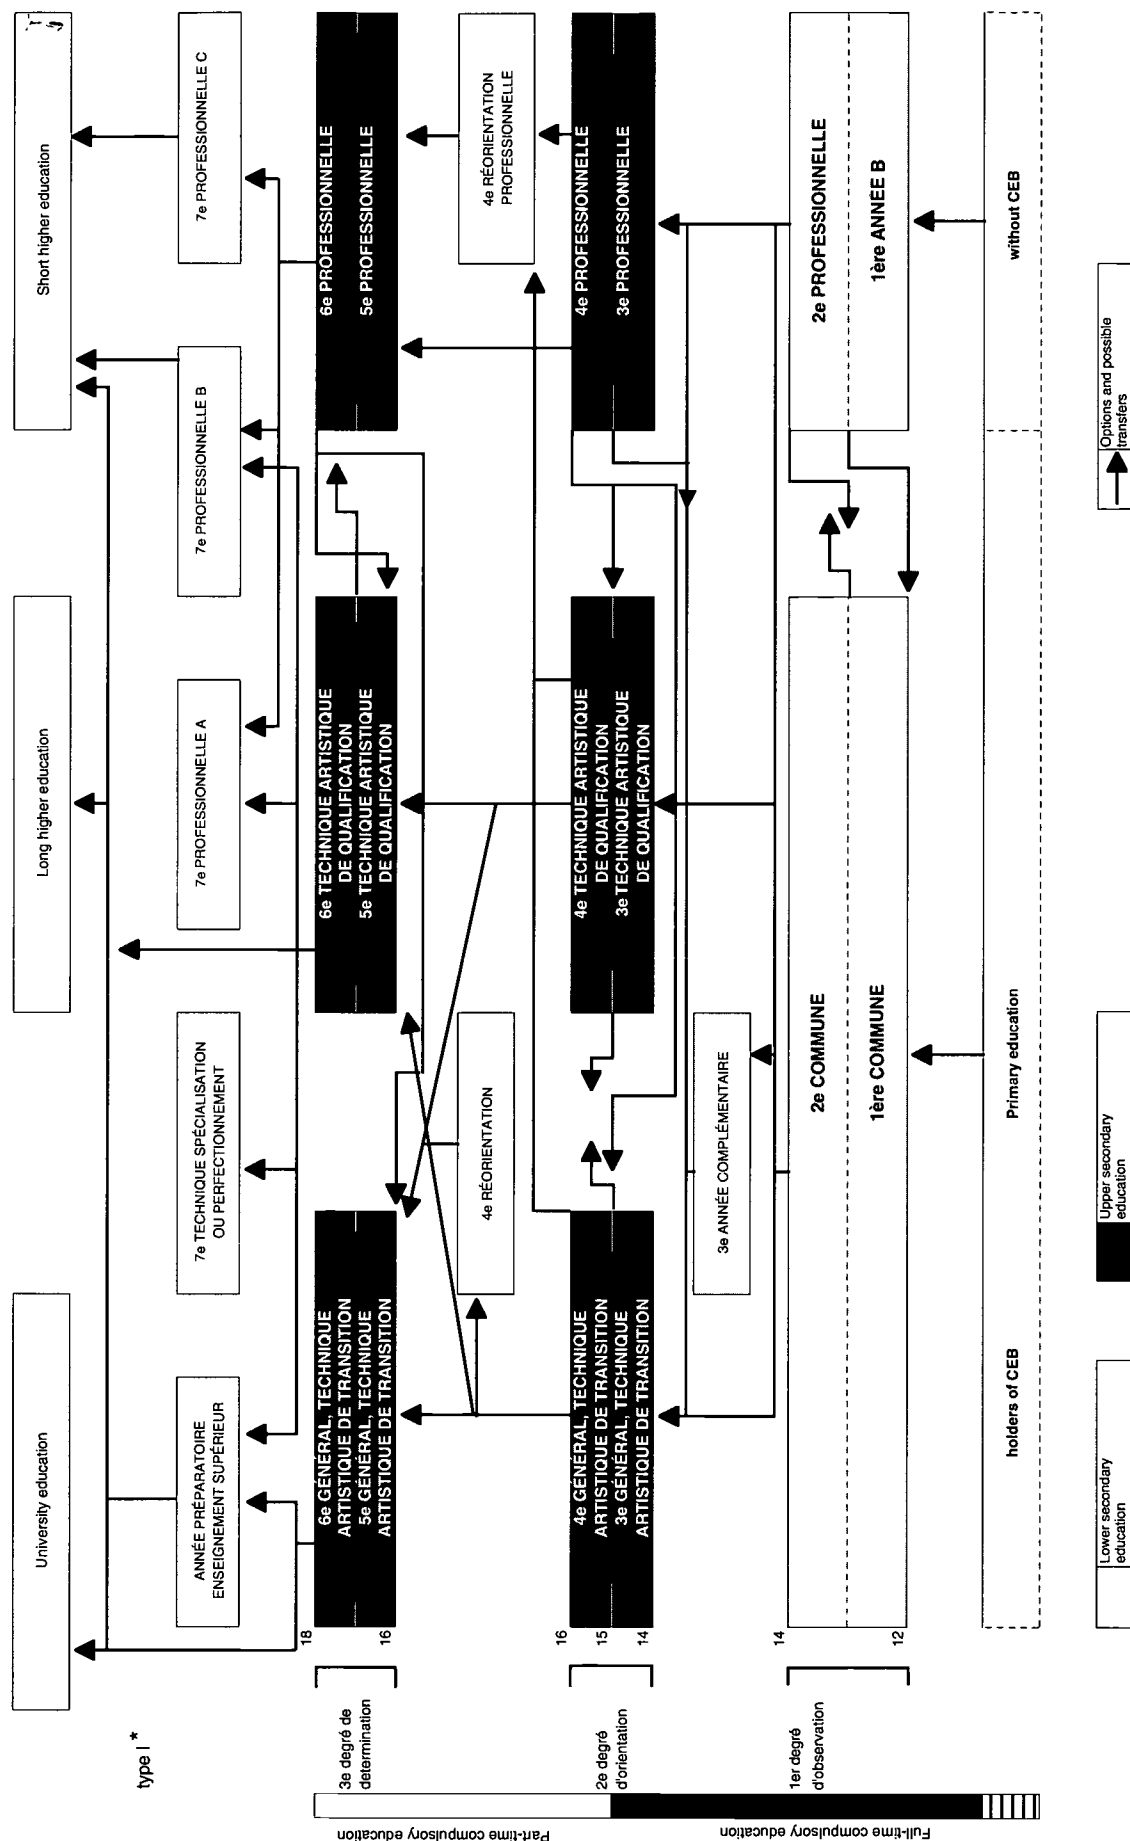 type I *
University education
Long higher education
Short higher education
ANNÉE PRÉPARATOIRE
ENSEIGNEMENT SUPÉRIEUR
7e TECHNIQUE SPÉCIALISATION
OU PERFECTIONNEMENT
7e PROFESSIONNELLE A
7e PROFESSIONNELLE B
7e PROFESSIONNELLE C
3e degré de
determination
18
16
6e GÉNÉRAL, TECHNIQUE
ARTISTIQUE DE TRANSITION
5e GÉNÉRAL, TECHNIQUE
ARTISTIQUE DE TRANSITION
6e TECHNIQUE ARTISTIQUE
DE QUALIFICATION
5e TECHNIQUE ARTISTIQUE
DE QUALIFICATION
6e PROFESSIONNELLE
5e PROFESSIONNELLE
4e RÉORIENTATION
4e RÉORIENTATION
PROFESSIONNELLE
2e degré
d'orientation
16
15
14
4e GÉNÉRAL, TECHNIQUE
ARTISTIQUE DE TRANSITION
3e GÉNÉRAL, TECHNIQUE
ARTISTIQUE DE TRANSITION
4e TECHNIQUE ARTISTIQUE
DE QUALIFICATION
3e TECHNIQUE ARTISTIQUE
DE QUALIFICATION
4e PROFESSIONNELLE
3e PROFESSIONNELLE
3e ANNÉE COMPLÉMENTAIRE
1er degré
d'observation
14
12
2e COMMUNE
1ère COMMUNE
2e PROFESSIONNELLE
1ère ANNÉE B
holders of CEB
Primary education
without CEB
Part-time compulsory education
Full-time compulsory education
Lower secondary
education
Upper secondary
education
Options and possible
transfers